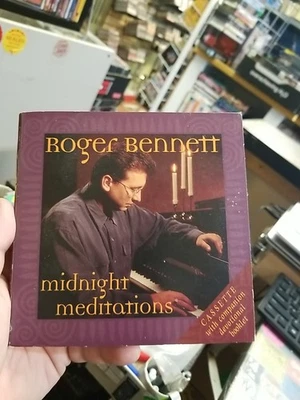 Roger Bennett
midnight
meditations
CASSETTE
with companion
devotional
booklet